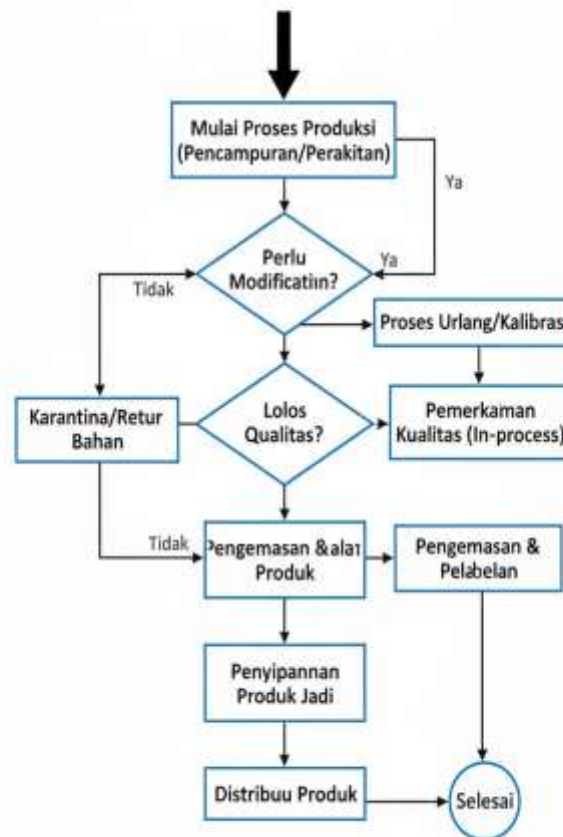 Mulai Proses Produksi
(Pencampuran/Perakitan)
Ya
Perlu
Modificatiın?
Ya
Tidak
Proses Urlang/Kalibras
Karantina/Retur
Bahan
Lolos
Qualitas?
Pemerkaman
Kualitas (In-process)
Tidak
Pengemasan &alat
Produk
Pengemasan &
Pelabelan
Penyipannan
Produk Jadi
Distribuu Produk
Selesai